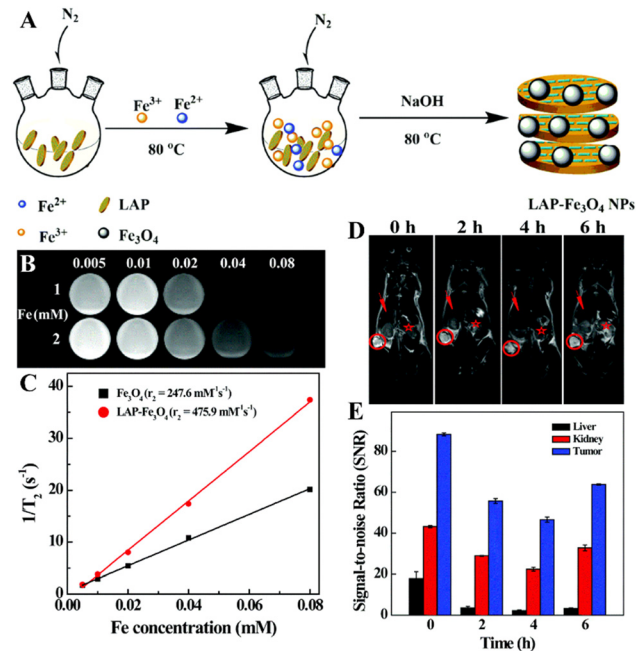 A
N₂
N₂
Fe³⁺ Fe²⁺
80 °C
NaOH
80 °C
Fe²⁺
LAP
Fe³⁺
Fe₃O₄
LAP-Fe₃O₄ NPs
B
0.005 0.01 0.02 0.04 0.08
1
Fe(mM)
2
C
Fe₃O₄(r₂ = 247.6 mM⁻¹s⁻¹)
LAP-Fe₃O₄(r₂ = 475.9 mM⁻¹s⁻¹)
1/T₂ (s⁻¹)
40
30
20
10
0
0.00 0.02 0.04 0.06 0.08
Fe concentration (mM)
D
0 h 2 h 4 h 6 h
E
Liver
Kidney
Tumor
Signal-to-noise Ratio (SNR)
80
60
40
20
0
0 2 4 6
Time (h)